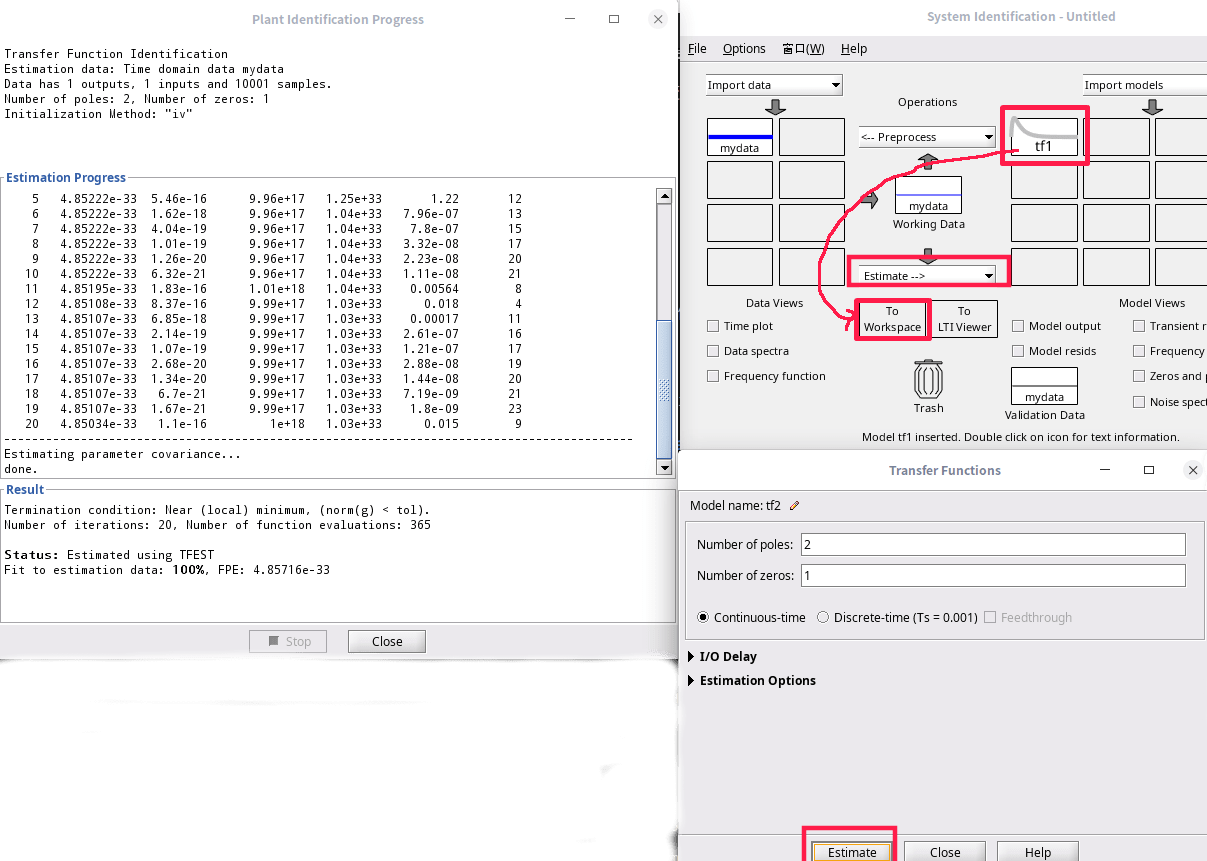 Plant Identification Progress
Transfer Function Identification
Estimation data: Time domain data mydata
Data has 1 outputs, 1 inputs and 10001 samples.
Number of poles: 2, Number of zeros: 1
Initialization Method: "iv"
Estimation Progress
5 4.85222e-33 5.46e-16 9.96e+17 1.25e+33 1.22 12
6 4.85222e-33 1.62e-18 9.96e+17 1.04e+33 7.96e-07 13
7 4.85222e-33 4.04e-19 9.96e+17 1.04e+33 7.8e-07 15
8 4.85222e-33 1.01e-19 9.96e+17 1.04e+33 3.32e-08 17
9 4.85222e-33 1.26e-20 9.96e+17 1.04e+33 2.23e-08 20
10 4.85222e-33 6.32e-21 9.96e+17 1.04e+33 1.11e-08 21
11 4.85195e-33 1.83e-16 1.01e+18 1.04e+33 0.00564 8
12 4.85108e-33 8.37e-16 9.99e+17 1.03e+33 0.018 4
13 4.85108e-33 6.85e-18 9.99e+17 1.03e+33 0.00017 11
14 4.85107e-33 2.14e-19 9.99e+17 1.03e+33 2.61e-07 16
15 4.85107e-33 1.07e-19 9.99e+17 1.03e+33 1.21e-07 17
16 4.85107e-33 2.68e-20 9.99e+17 1.03e+33 2.88e-08 19
17 4.85107e-33 1.34e-20 9.99e+17 1.03e+33 1.44e-08 20
18 4.85107e-33 6.7e-21 9.99e+17 1.03e+33 7.19e-09 21
19 4.85107e-33 1.67e-21 9.99e+17 1.03e+33 1.8e-09 23
20 4.85034e-33 1.1e-16 1e+18 1.03e+33 0.015 9
Estimating parameter covariance...
done.
Result
Termination condition: Near (local) minimum, (norm(g) < tol).
Number of iterations: 20, Number of function evaluations: 365
Status: Estimated using TFEST
Fit to estimation data: 100%, FPE: 4.85716e-33
Stop
Close
System Identification - Untitled
File Options 窗口(W) Help
Import data
Operations
Import models
mydata
<-- Preprocess
tf1
mydata
Working Data
Estimate -->
Data Views
To
Workspace
To
LTI Viewer
Model Views
Time plot
Data spectra
Frequency function
Trash
Model output
Model resids
mydata
Validation Data
Transient r
Frequency
Zeros and p
Noise spect
Model tf1 inserted. Double click on icon for text information.
Transfer Functions
Model name: tf2
Number of poles: 2
Number of zeros: 1
Continuous-time Discrete-time (Ts = 0.001) Feedthrough
I/O Delay
Estimation Options
Estimate Close Help